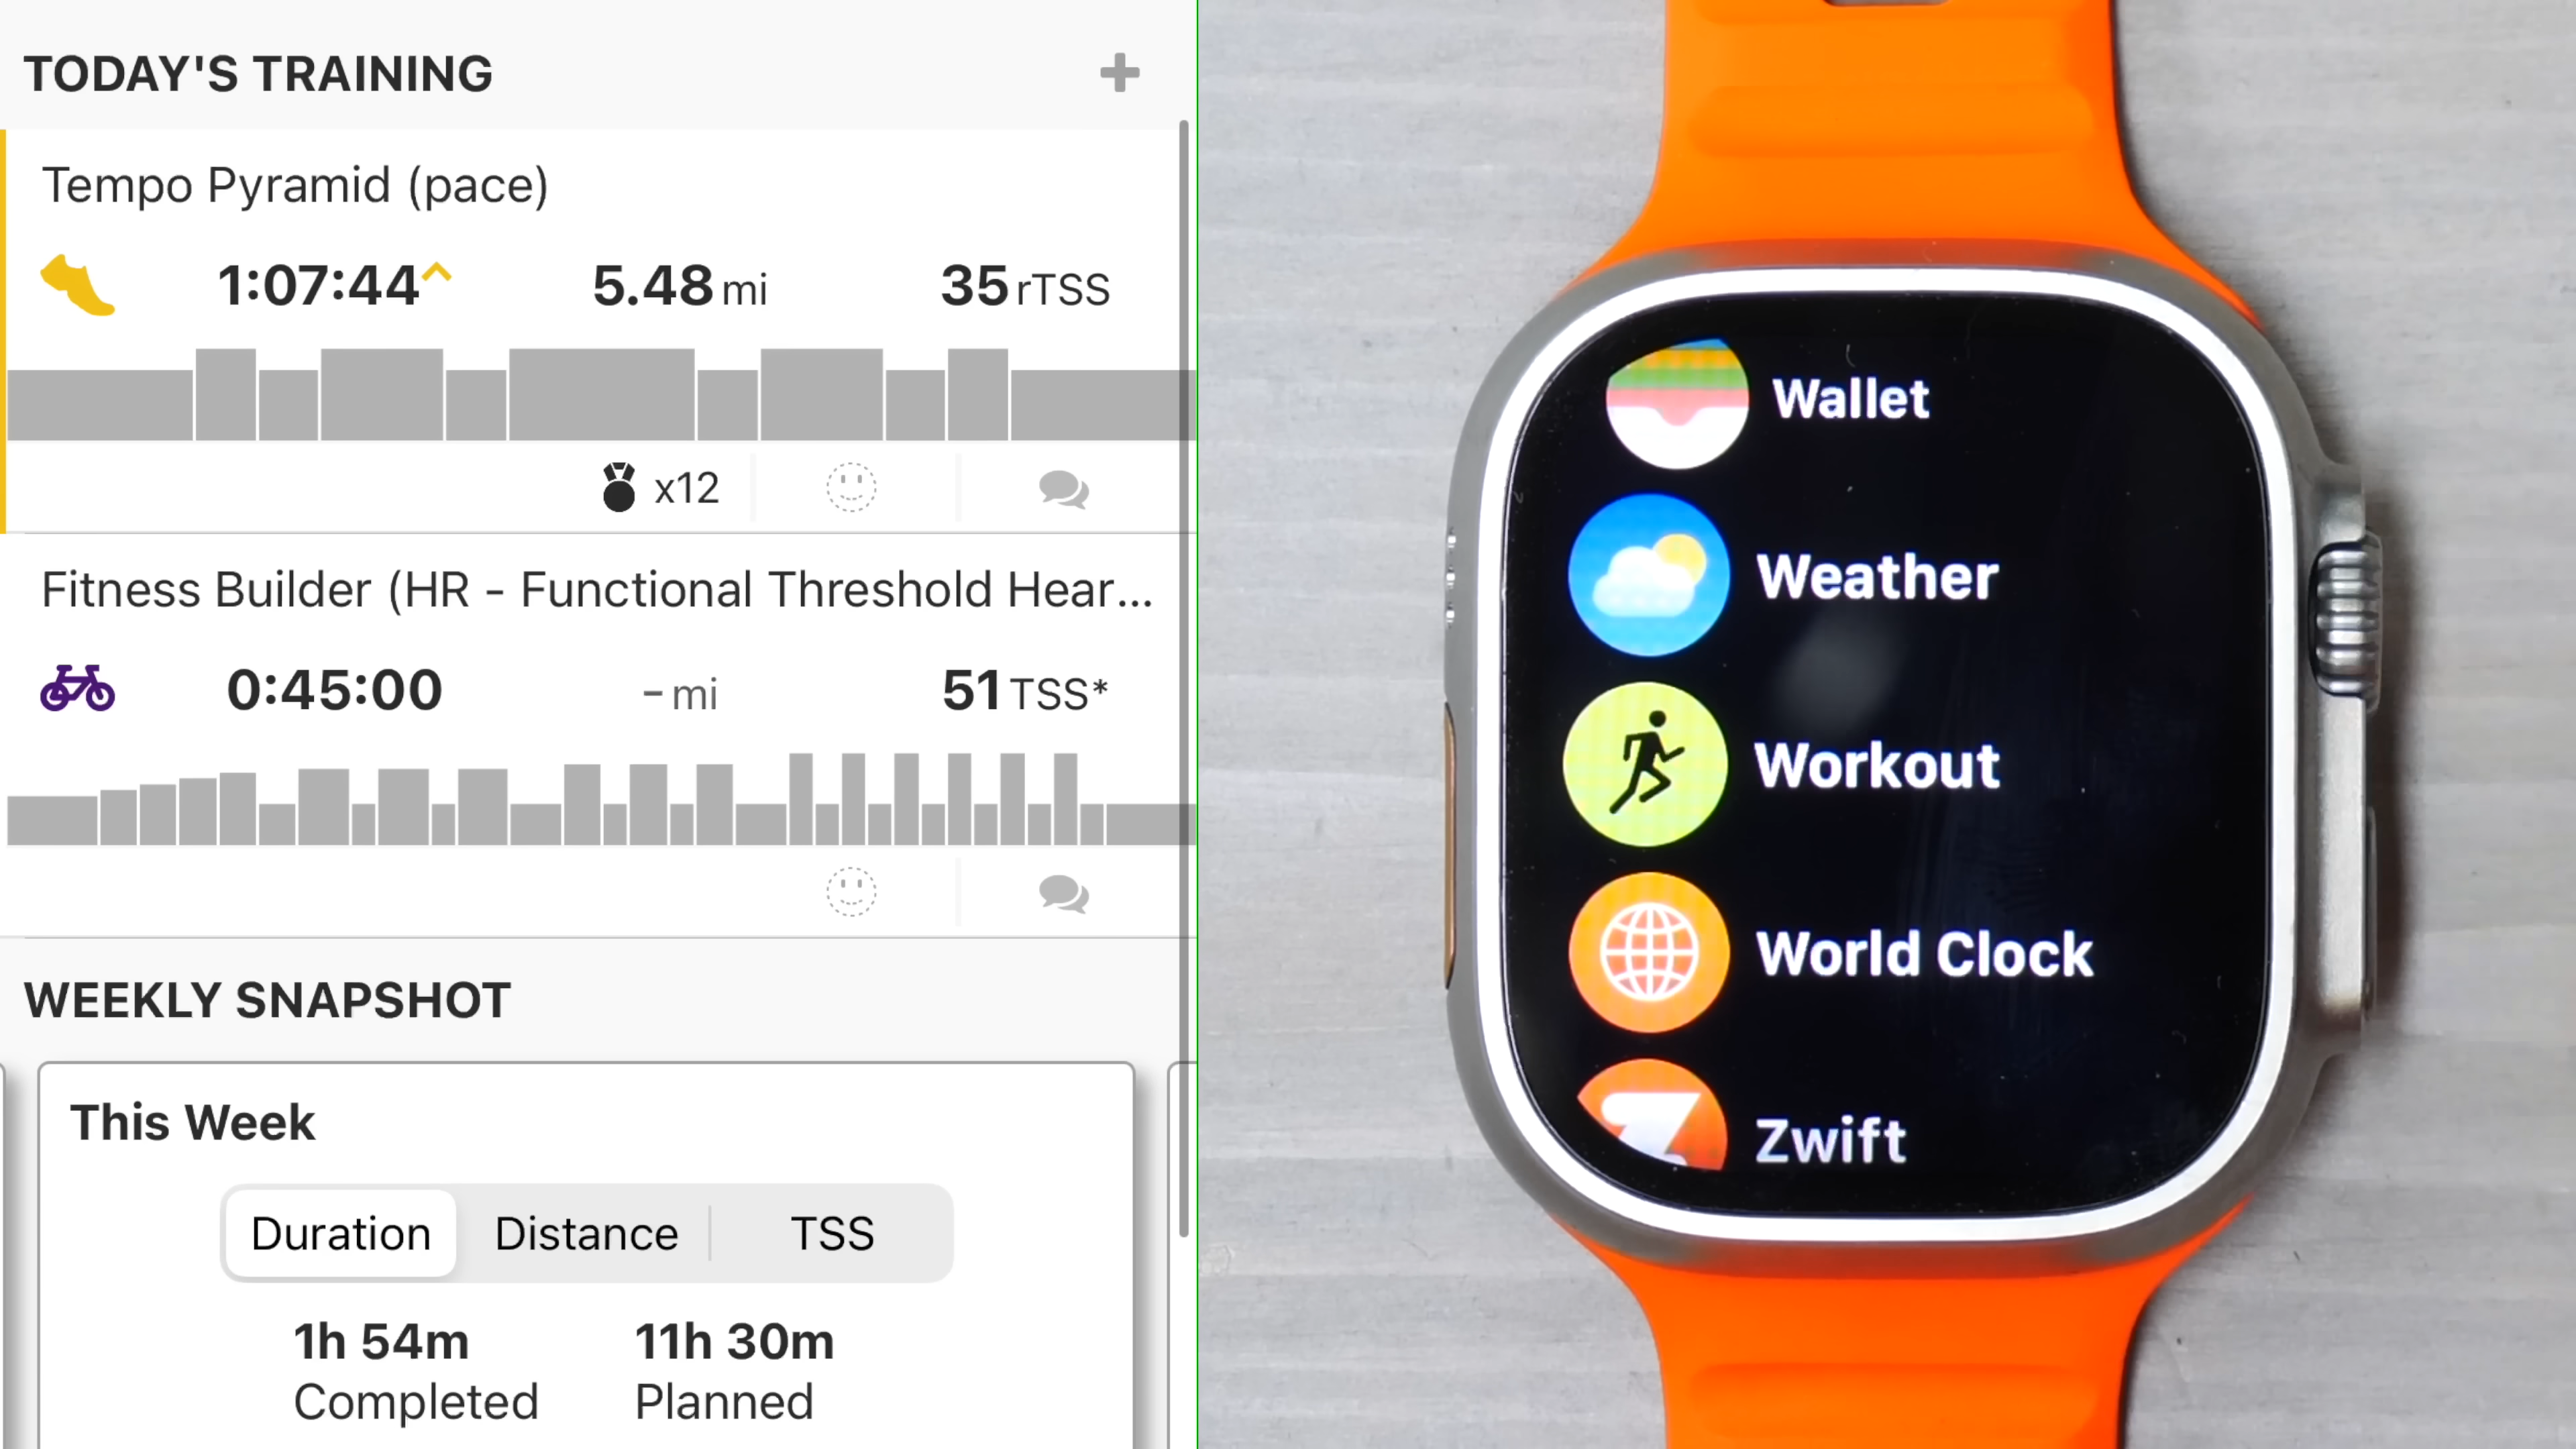 TODAY'S TRAINING
Tempo Pyramid (pace)
1:07:44 5.48 mi 35 rTSS
x12
Fitness Builder (HR - Functional Threshold Hear...
0:45:00 - mi 51 TSS*
WEEKLY SNAPSHOT
This Week
Duration Distance TSS
1h 54m 11h 30m
Completed Planned
Wallet
Weather
Workout
World Clock
Zwift